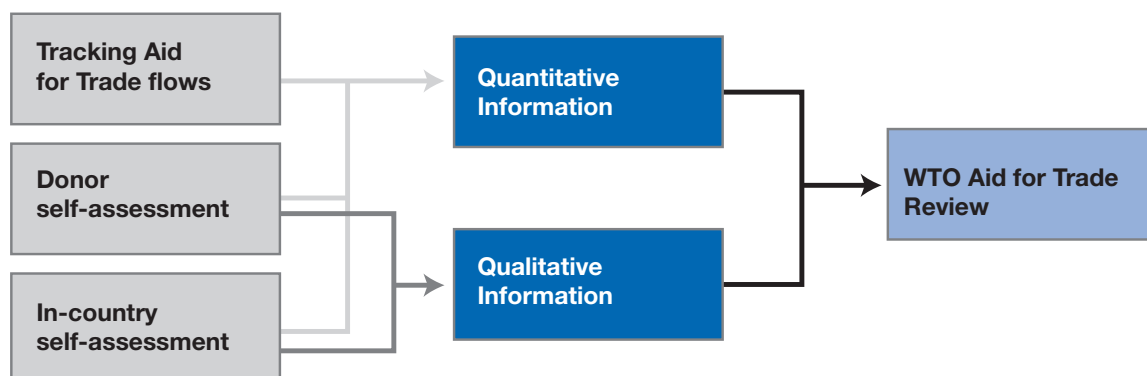 Tracking Aid
for Trade flows
Donor
self-assessment
In-country
self-assessment
Quantitative
Information
Qualitative
Information
WTO Aid for Trade
Review